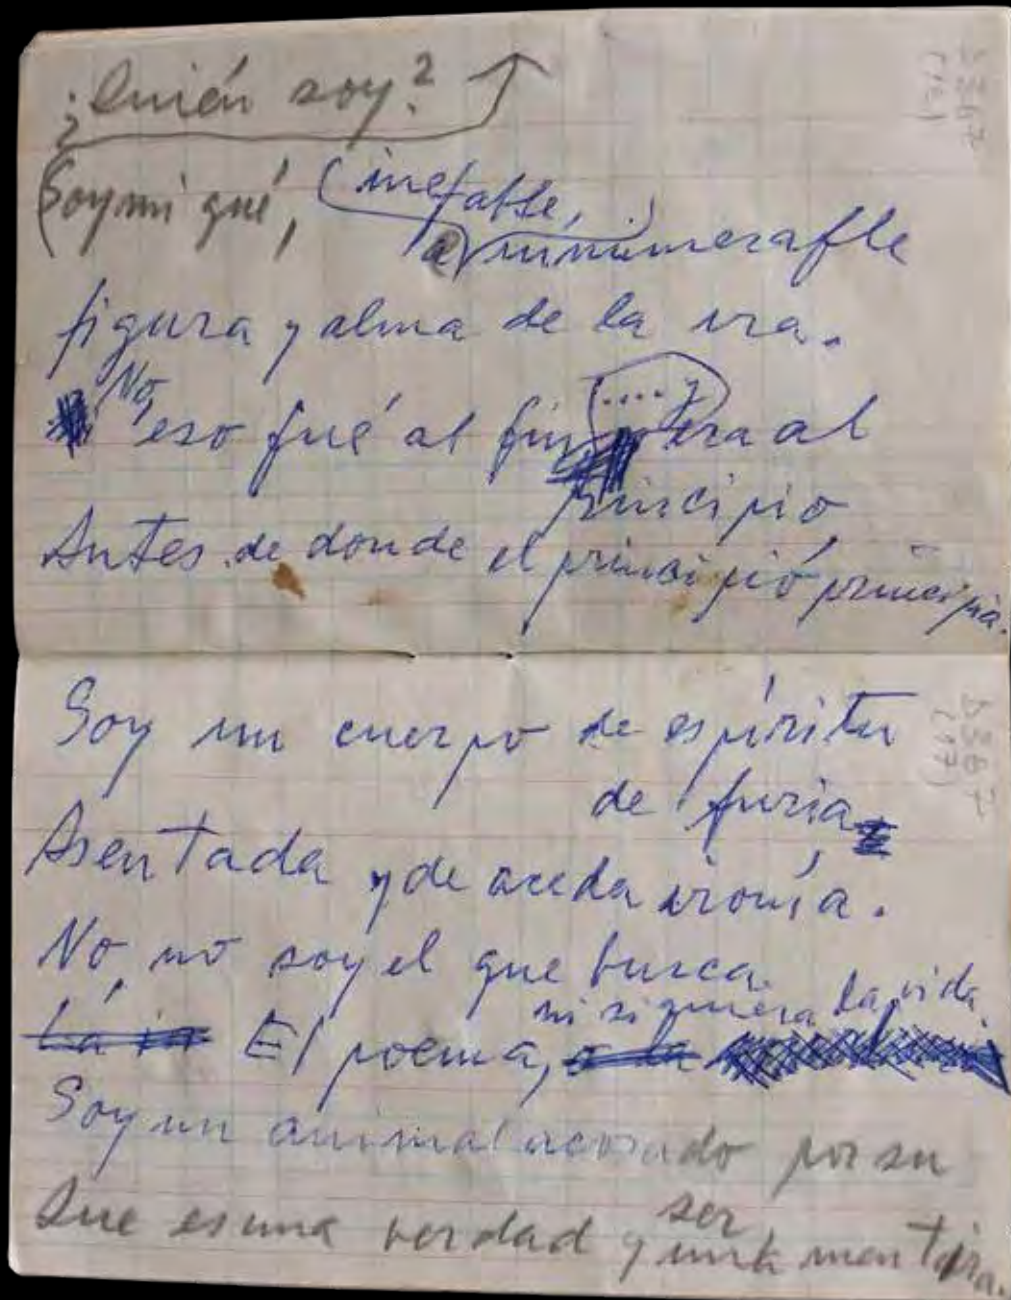 ¿Quién soy?
Soy mi qué, (inefable,
innumerable
figura y alma de la ira.
No, eso fué al fin era al
principio
Antes de donde el principió principia.
Soy un cuerpo de espíritu
de furia
Asentada y de aceda ironía.
No, no soy el que busca
ni siquiera la vida.
El poema,
Soy un animal acosado por su
ser
Que es una verdad y una mentira.